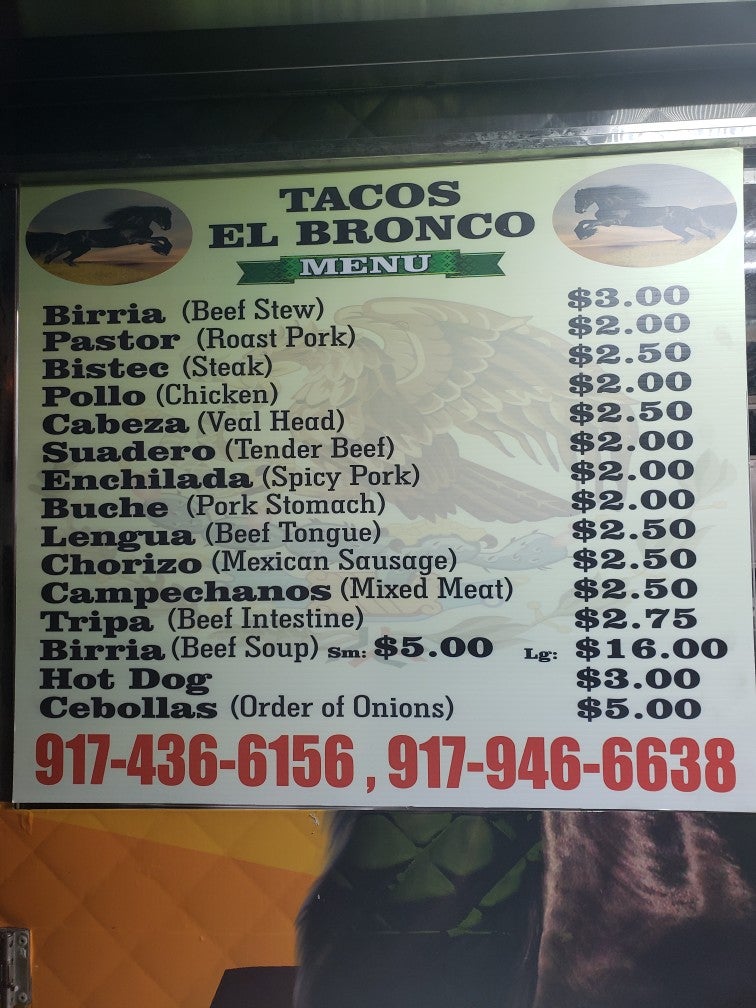 TACOS
EL BRONCO
MENU
Birria (Beef Stew) $3.00
Pastor (Roast Pork) $2.00
Bistec (Steak) $2.50
Pollo (Chicken) $2.00
Cabeza (Veal Head) $2.50
Suadero (Tender Beef) $2.00
Enchilada (Spicy Pork) $2.00
Buche (Pork Stomach) $2.00
Lengua (Beef Tongue) $2.50
Chorizo (Mexican Sausage) $2.50
Campechanos (Mixed Meat) $2.50
Tripa (Beef Intestine) $2.75
Birria (Beef Soup) Sm: $5.00 Lg: $16.00
Hot Dog $3.00
Cebollas (Order of Onions) $5.00
917-436-6156 , 917-946-6638